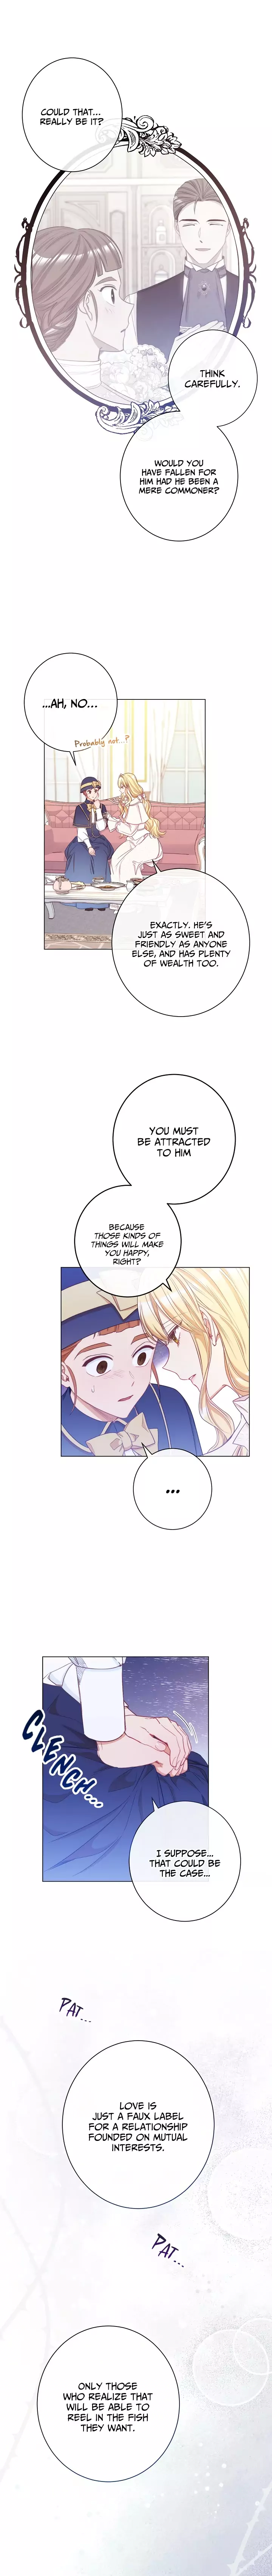 COULD THAT...
REALLY BE IT?
THINK
CAREFULLY.
WOULD YOU
HAVE FALLEN FOR
HIM HAD HE BEEN A
MERE COMMONER?
...AH, NO...
Probably not...?
EXACTLY. HE'S
JUST AS SWEET AND
FRIENDLY AS ANYONE
ELSE, AND HAS PLENTY
OF WEALTH TOO.
YOU MUST
BE ATTRACTED
TO HIM
BECAUSE
THOSE KINDS OF
THINGS WILL MAKE
YOU HAPPY,
RIGHT?
...
CLENCH...
I SUPPOSE...
THAT COULD BE
THE CASE...
PAT...
LOVE IS
JUST A FAUX LABEL
FOR A RELATIONSHIP
FOUNDED ON MUTUAL
INTERESTS.
PAT...
ONLY THOSE
WHO REALIZE THAT
WILL BE ABLE TO
REEL IN THE FISH
THEY WANT.